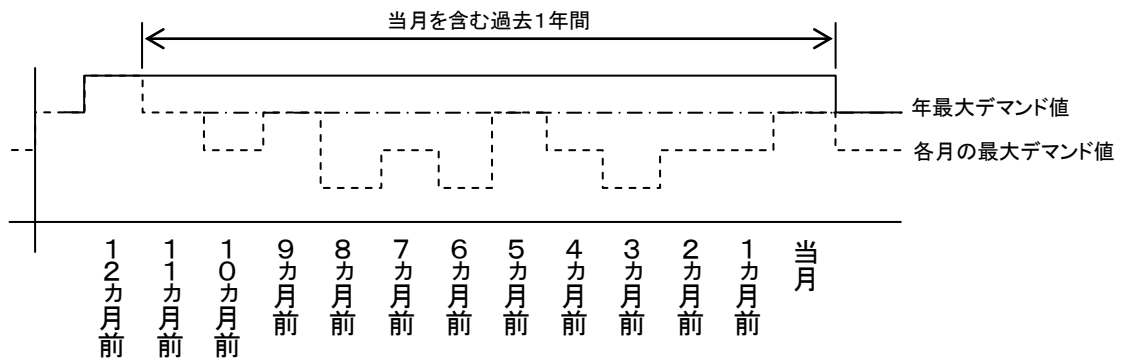 当月を含む過去1年間
年最大デマンド値
各月の最大デマンド値
12カ月前
11カ月前
10カ月前
9カ月前
8カ月前
7カ月前
6カ月前
5カ月前
4カ月前
3カ月前
2カ月前
1カ月前
当月